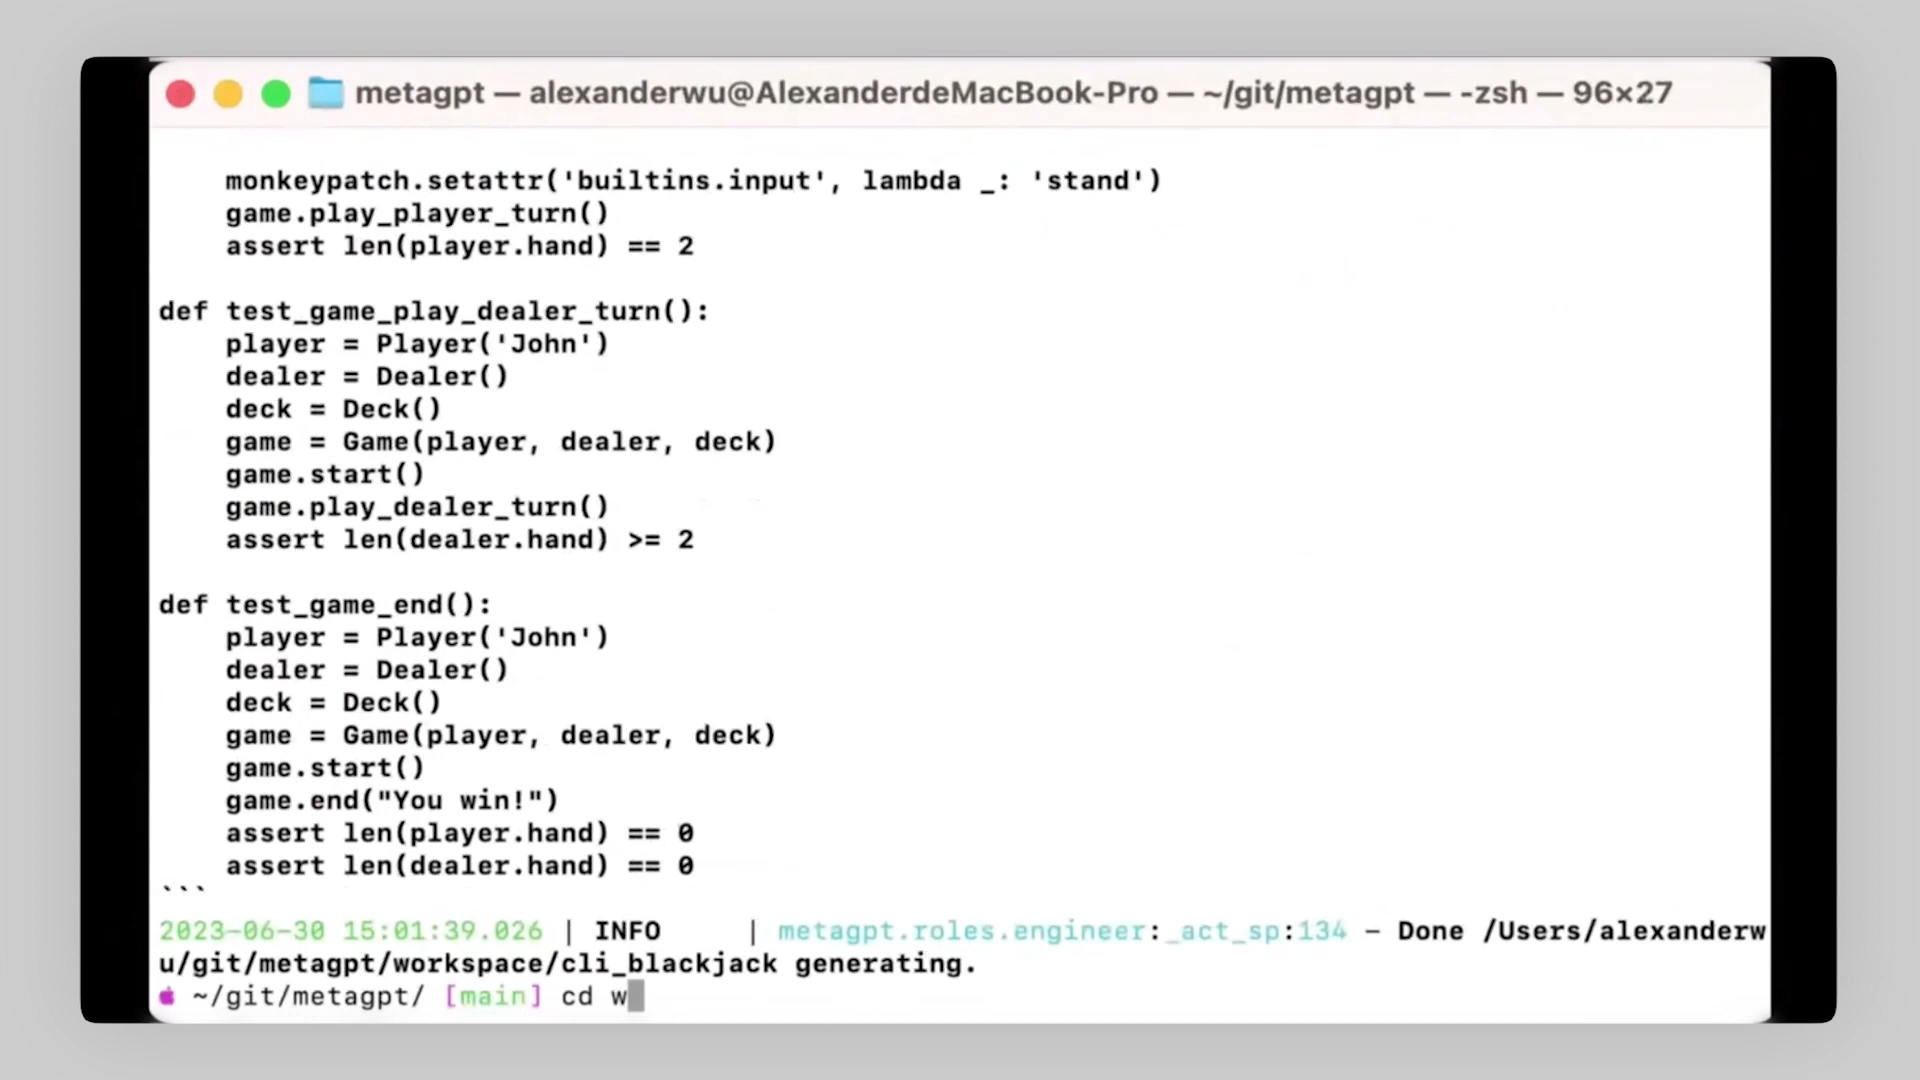 metagpt — alexanderwu@AlexanderdeMacBook-Pro — ~/git/metagpt — -zsh — 96×27
    monkeypatch.setattr('builtins.input', lambda _: 'stand')
    game.play_player_turn()
    assert len(player.hand) == 2
def test_game_play_dealer_turn():
    player = Player('John')
    dealer = Dealer()
    deck = Deck()
    game = Game(player, dealer, deck)
    game.start()
    game.play_dealer_turn()
    assert len(dealer.hand) >= 2
def test_game_end():
    player = Player('John')
    dealer = Dealer()
    deck = Deck()
    game = Game(player, dealer, deck)
    game.start()
    game.end("You win!")
    assert len(player.hand) == 0
    assert len(dealer.hand) == 0
```
2023-06-30 15:01:39.026 | INFO     | metagpt.roles.engineer:_act_sp:134 - Done /Users/alexanderw
u/git/metagpt/workspace/cli_blackjack generating.
~/git/metagpt/ [main] cd w